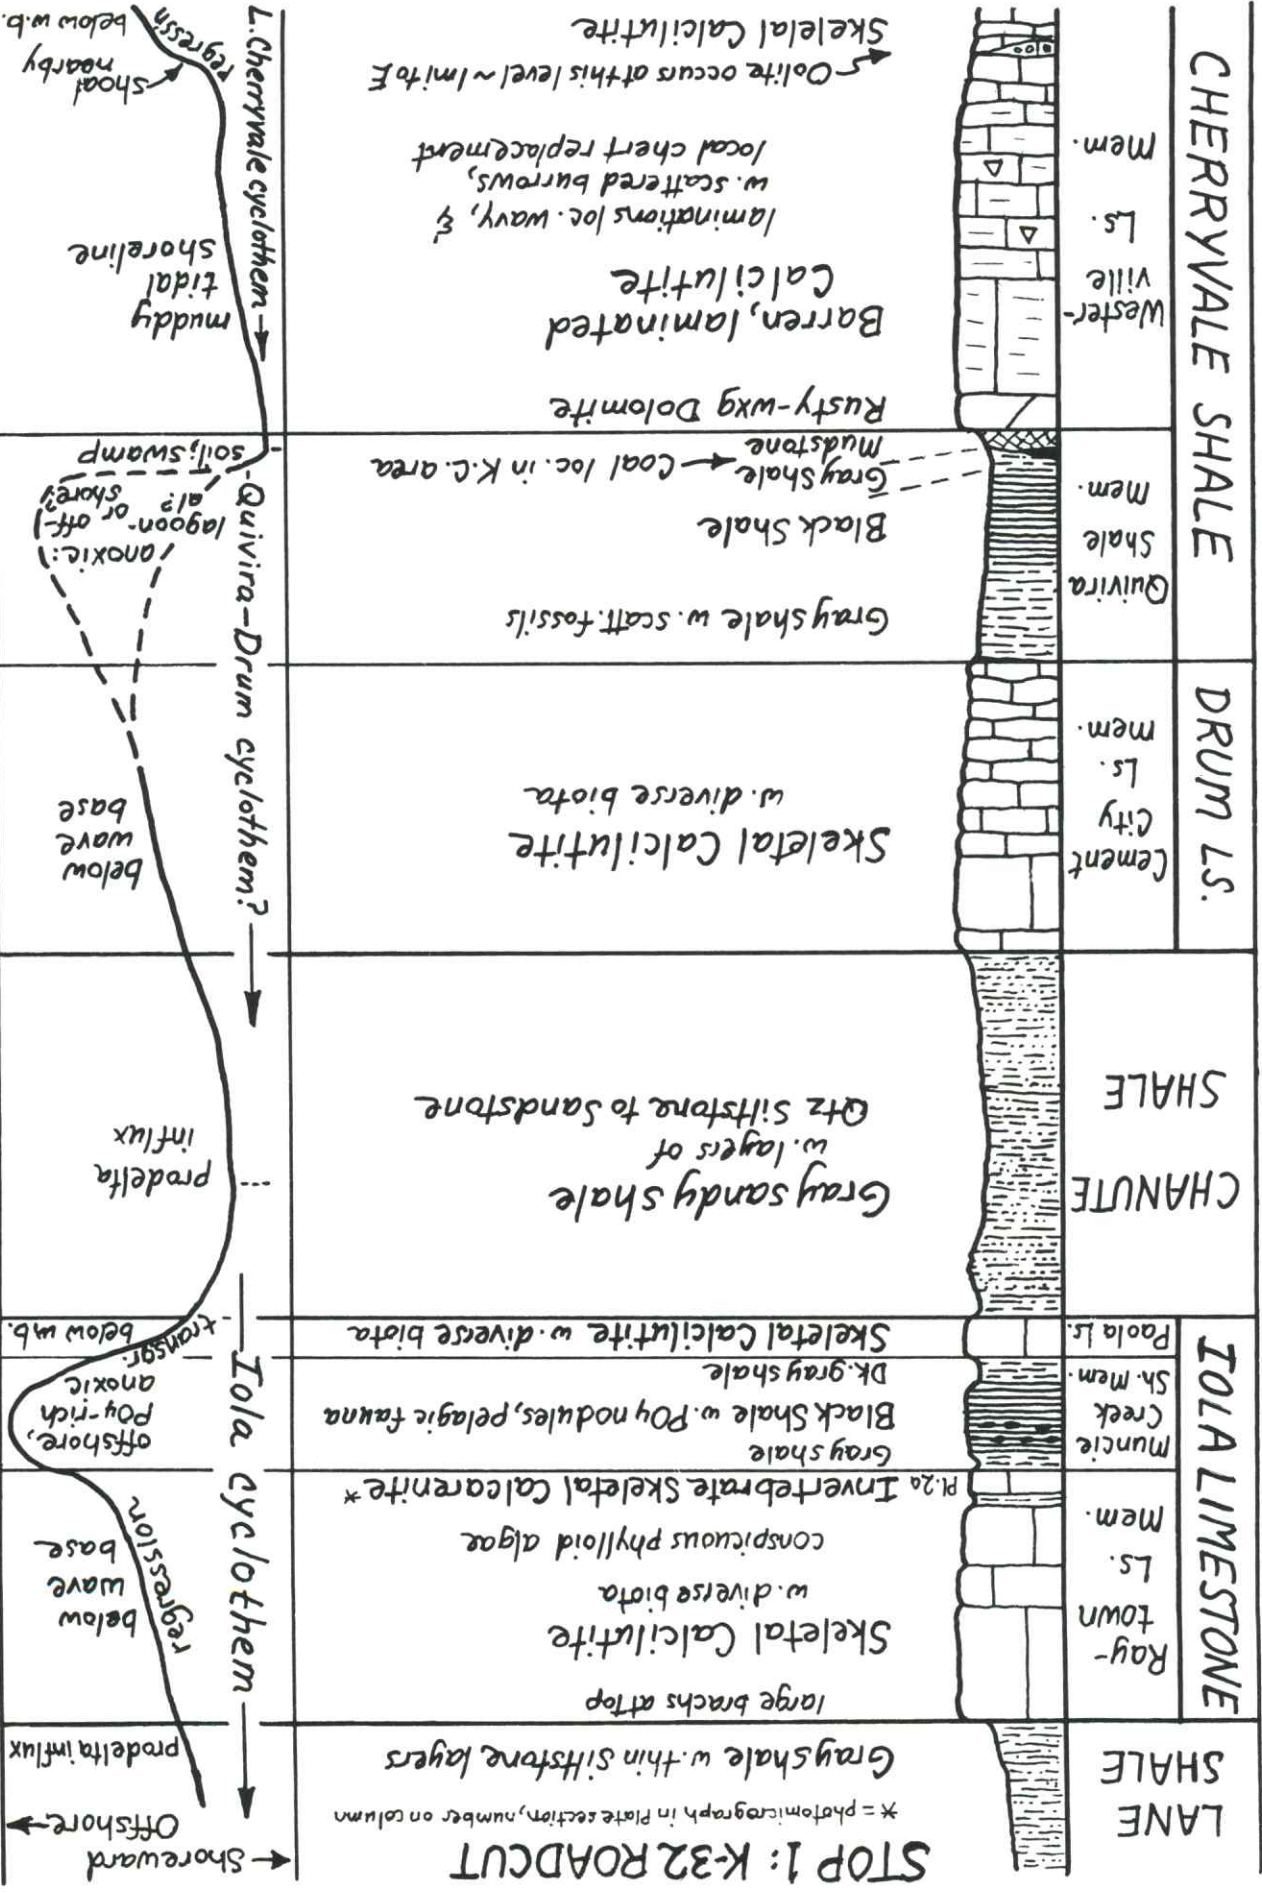 STOP 1: K-32 ROADCUT
* = photomicrograph in Plate section, number on column
← Shoreward
Offshore →
LANE
SHALE
Gray shale w. thin Siltstone layers
prodelta influx
IOLA LIMESTONE
Ray-
town
Ls.
Mem.
large brachs at top
Skeletal Calcilutite
w. diverse biota
conspicuous phylloid algae
Pl.2a Invertebrate Skeletal Calcarenite *
Iola cyclothem
regression
below
wave
base
Muncie
Creek
Sh. Mem.
Gray shale
Black Shale w. PO4 nodules, pelagic fauna
Dk. gray shale
offshore,
PO4-rich
anoxic
Paola Ls.
Skeletal Calcilutite w. diverse biota
transgr.
below w.b.
CHANUTE
SHALE
Gray sandy shale
w. layers of
Qtz Siltstone to Sandstone
prodelta
influx
DRUM LS.
Cement
City
Ls.
mem.
Skeletal Calcilutite
w. diverse biota
Quivira-Drum cyclothem?
below
wave
base
CHERRYVALE SHALE
Quivira
Shale
Mem.
Gray shale w. scatt. fossils
Black Shale
Gray Shale
Mudstone
← Coal loc. in K.C. area
anoxic:
lagoon-
al?
or off-
shore?
soil; swamp
Wester-
ville
Ls.
Mem.
Rusty-wxg Dolomite
Barren, laminated
Calcilutite
laminations loc. wavy, &
w. scattered burrows,
local chert replacement
Oolite occurs at this level ~1 mi to E
Skeletal Calcilutite
L. Cherryvale cyclothem
muddy
tidal
shoreline
shoal
nearby
regressn
below w.b.